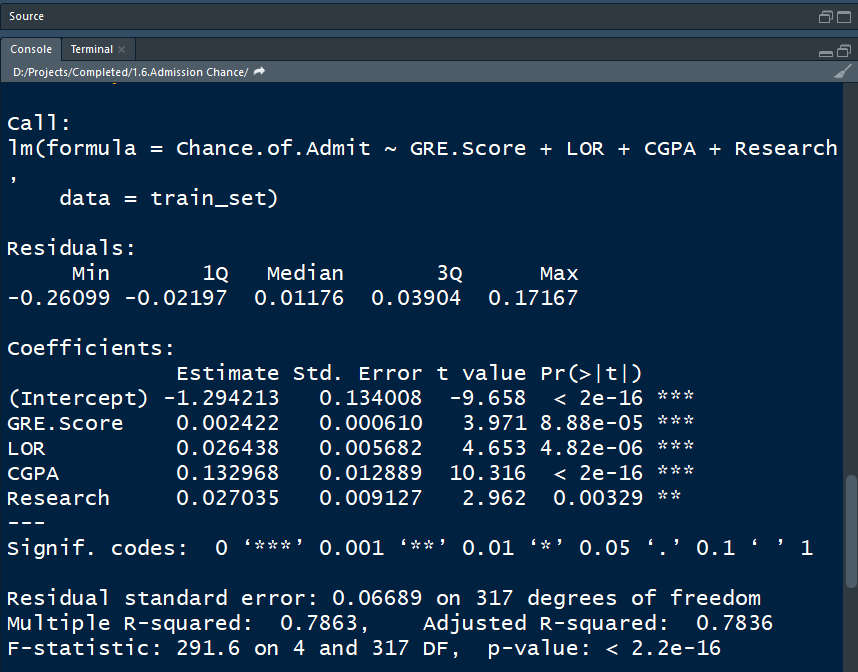 Source
Console Terminal ×
D:/Projects/Completed/1.6.Admission Chance/
Call:
lm(formula = Chance.of.Admit ~ GRE.Score + LOR + CGPA + Research
,
    data = train_set)
Residuals:
     Min       1Q   Median       3Q      Max
-0.26099 -0.02197  0.01176  0.03904  0.17167
Coefficients:
             Estimate Std. Error t value Pr(>|t|)
(Intercept) -1.294213   0.134008  -9.658  < 2e-16 ***
GRE.Score    0.002422   0.000610   3.971 8.88e-05 ***
LOR          0.026438   0.005682   4.653 4.82e-06 ***
CGPA         0.132968   0.012889  10.316  < 2e-16 ***
Research     0.027035   0.009127   2.962  0.00329 **
---
Signif. codes:  0 ‘***’ 0.001 ‘**’ 0.01 ‘*’ 0.05 ‘.’ 0.1 ‘ ’ 1
Residual standard error: 0.06689 on 317 degrees of freedom
Multiple R-squared:  0.7863,    Adjusted R-squared:  0.7836
F-statistic: 291.6 on 4 and 317 DF,  p-value: < 2.2e-16